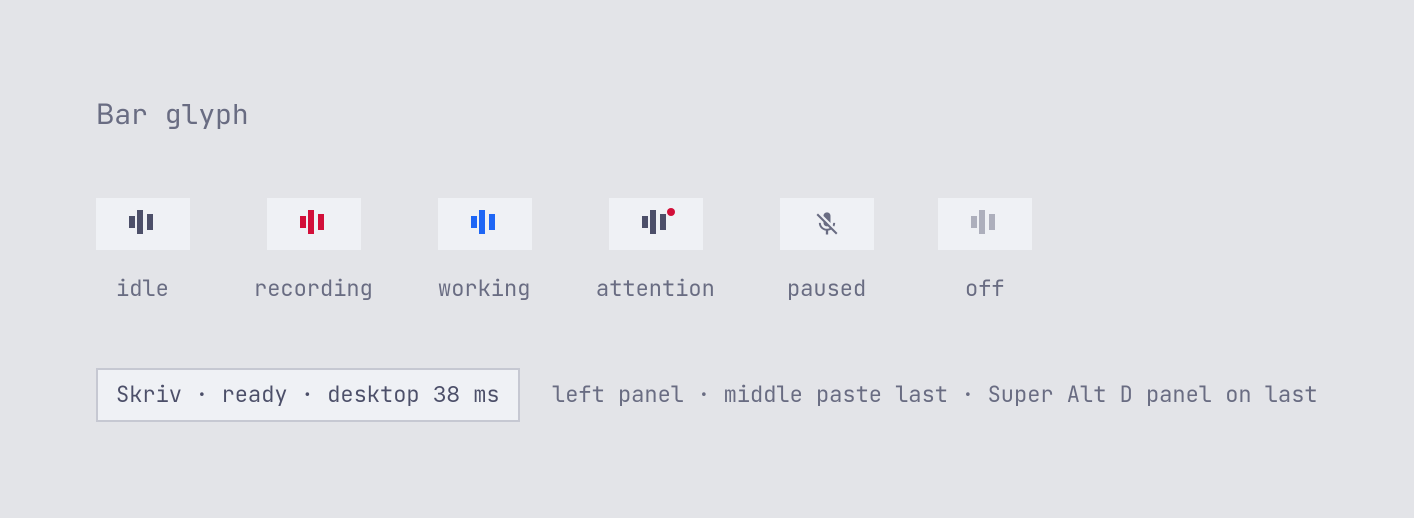 Bar glyph
idle recording working attention paused off
Skriv · ready · desktop 38 ms left panel · middle paste last · Super Alt D panel on last